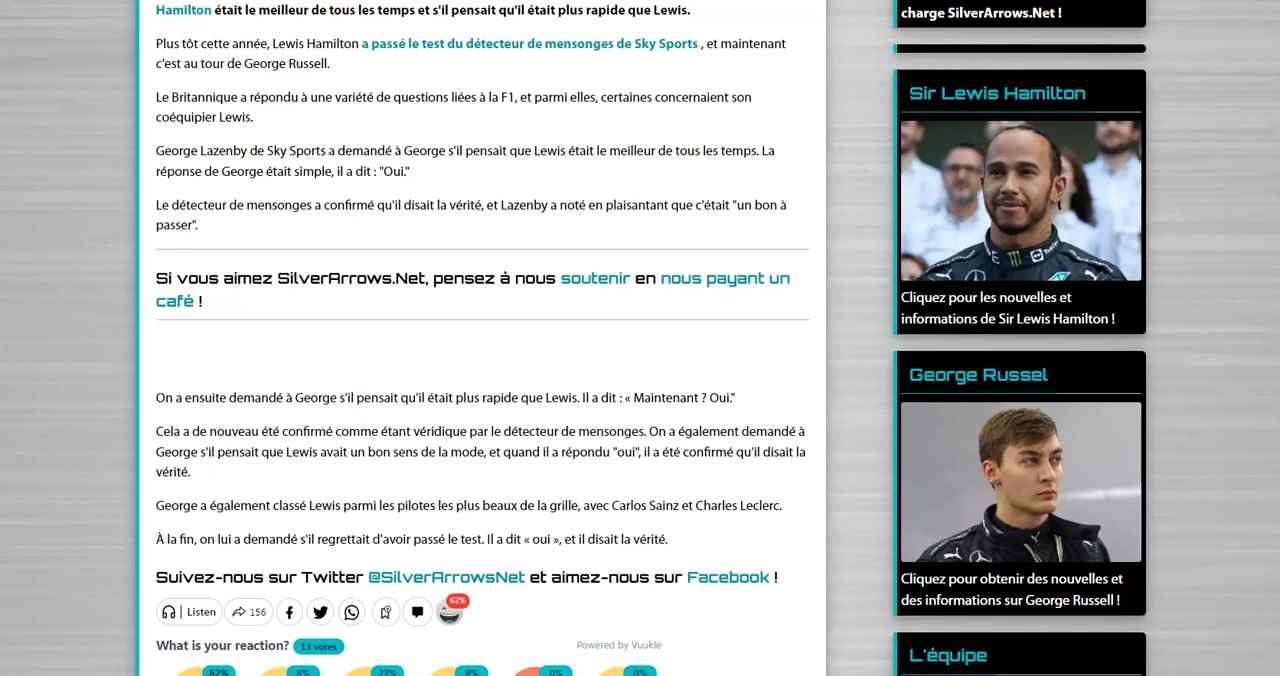 Hamilton était le meilleur de tous les temps et s'il pensait qu'il était plus rapide que Lewis.
Plus tôt cette année, Lewis Hamilton a passé le test du détecteur de mensonges de Sky Sports , et maintenant
c'est au tour de George Russell.
Le Britannique a répondu à une variété de questions liées à la F1, et parmi elles, certaines concernaient son
coéquipier Lewis.
George Lazenby de Sky Sports a demandé à George s'il pensait que Lewis était le meilleur de tous les temps. La
réponse de George était simple, il a dit : "Oui."
Le détecteur de mensonges a confirmé qu'il disait la vérité, et Lazenby a noté en plaisantant que c'était "un bon à
passer".
Si vous aimez SilverArrows.Net, pensez à nous soutenir en nous payant un
café !
On a ensuite demandé à George s'il pensait qu'il était plus rapide que Lewis. Il a dit : « Maintenant ? Oui."
Cela a de nouveau été confirmé comme étant véridique par le détecteur de mensonges. On a également demandé à
George s'il pensait que Lewis avait un bon sens de la mode, et quand il a répondu "oui", il a été confirmé qu'il disait la
vérité.
George a également classé Lewis parmi les pilotes les plus beaux de la grille, avec Carlos Sainz et Charles Leclerc.
À la fin, on lui a demandé s'il regrettait d'avoir passé le test. Il a dit « oui », et il disait la vérité.
Suivez-nous sur Twitter @SilverArrowsNet et aimez-nous sur Facebook !
Listen
156
62%
What is your reaction? 13 votes
Powered by Vuukle
62% 8% 23% 8% 0% 0%
charge SilverArrows.Net !
Sir Lewis Hamilton
Cliquez pour les nouvelles et
informations de Sir Lewis Hamilton !
George Russel
Cliquez pour obtenir des nouvelles et
des informations sur George Russell !
L'équipe